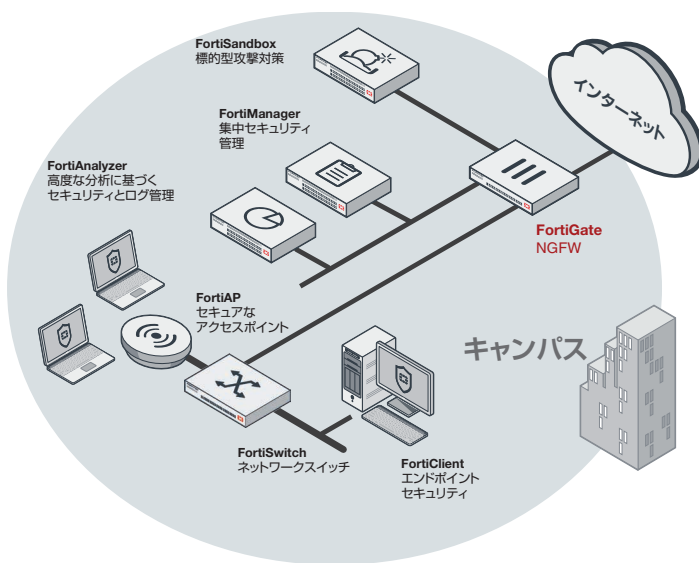 FortiSandbox
標的型攻撃対策
インターネット
FortiManager
集中セキュリティ
管理
FortiAnalyzer
高度な分析に基づく
セキュリティとログ管理
FortiGate
NGFW
FortiAP
セキュアな
アクセスポイント
キャンパス
FortiSwitch
ネットワークスイッチ
FortiClient
エンドポイント
セキュリティ